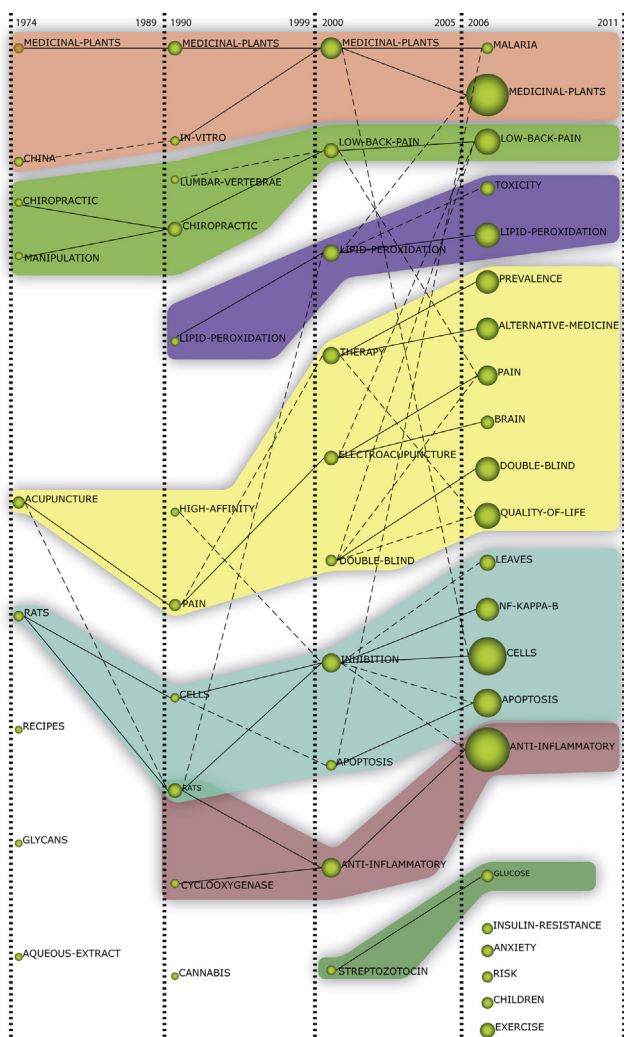 1974 1989 1990 1999 2000 2005 2006 2011
MEDICINAL-PLANTS MEDICINAL-PLANTS MEDICINAL-PLANTS MALARIA
MEDICINAL-PLANTS
IN-VITRO LOW-BACK-PAIN LOW-BACK-PAIN
CHINA
LUMBAR-VERTEBRAE TOXICITY
CHIROPRACTIC
CHIROPRACTIC LIPID-PEROXIDATION
MANIPULATION LIPID-PEROXIDATION
PREVALENCE
ALTERNATIVE-MEDICINE
LIPID-PEROXIDATION THERAPY
PAIN
BRAIN
ELECTROACUPUNCTURE
DOUBLE-BLIND
ACUPUNCTURE
HIGH-AFFINITY QUALITY-OF-LIFE
DOUBLE-BLIND LEAVES
PAIN NF-KAPPA-B
RATS
CELLS
INHIBITION
CELLS APOPTOSIS
RECIPES
ANTI-INFLAMMATORY
APOPTOSIS
RATS
GLYCANS
ANTI-INFLAMMATORY GLUCOSE
CYCLOOXYGENASE
INSULIN-RESISTANCE
AQUEOUS-EXTRACT ANXIETY
CANNABIS STREPTOZOTOCIN RISK
CHILDREN
EXERCISE